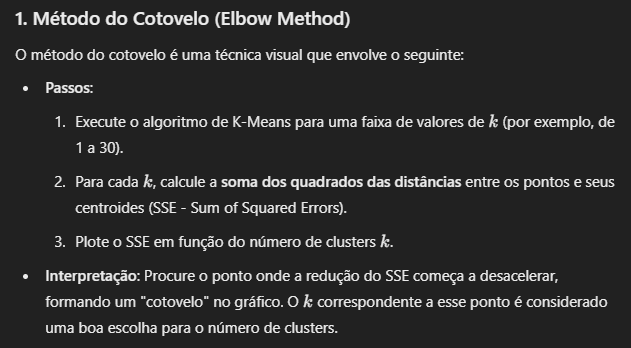 1. Método do Cotovelo (Elbow Method)
O método do cotovelo é uma técnica visual que envolve o seguinte:
• Passos:
1. Execute o algoritmo de K-Means para uma faixa de valores de k (por exemplo, de
1 a 30).
2. Para cada k, calcule a soma dos quadrados das distâncias entre os pontos e seus
centroides (SSE - Sum of Squared Errors).
3. Plote o SSE em função do número de clusters k.
• Interpretação: Procure o ponto onde a redução do SSE começa a desacelerar,
formando um "cotovelo" no gráfico. O k correspondente a esse ponto é considerado
uma boa escolha para o número de clusters.